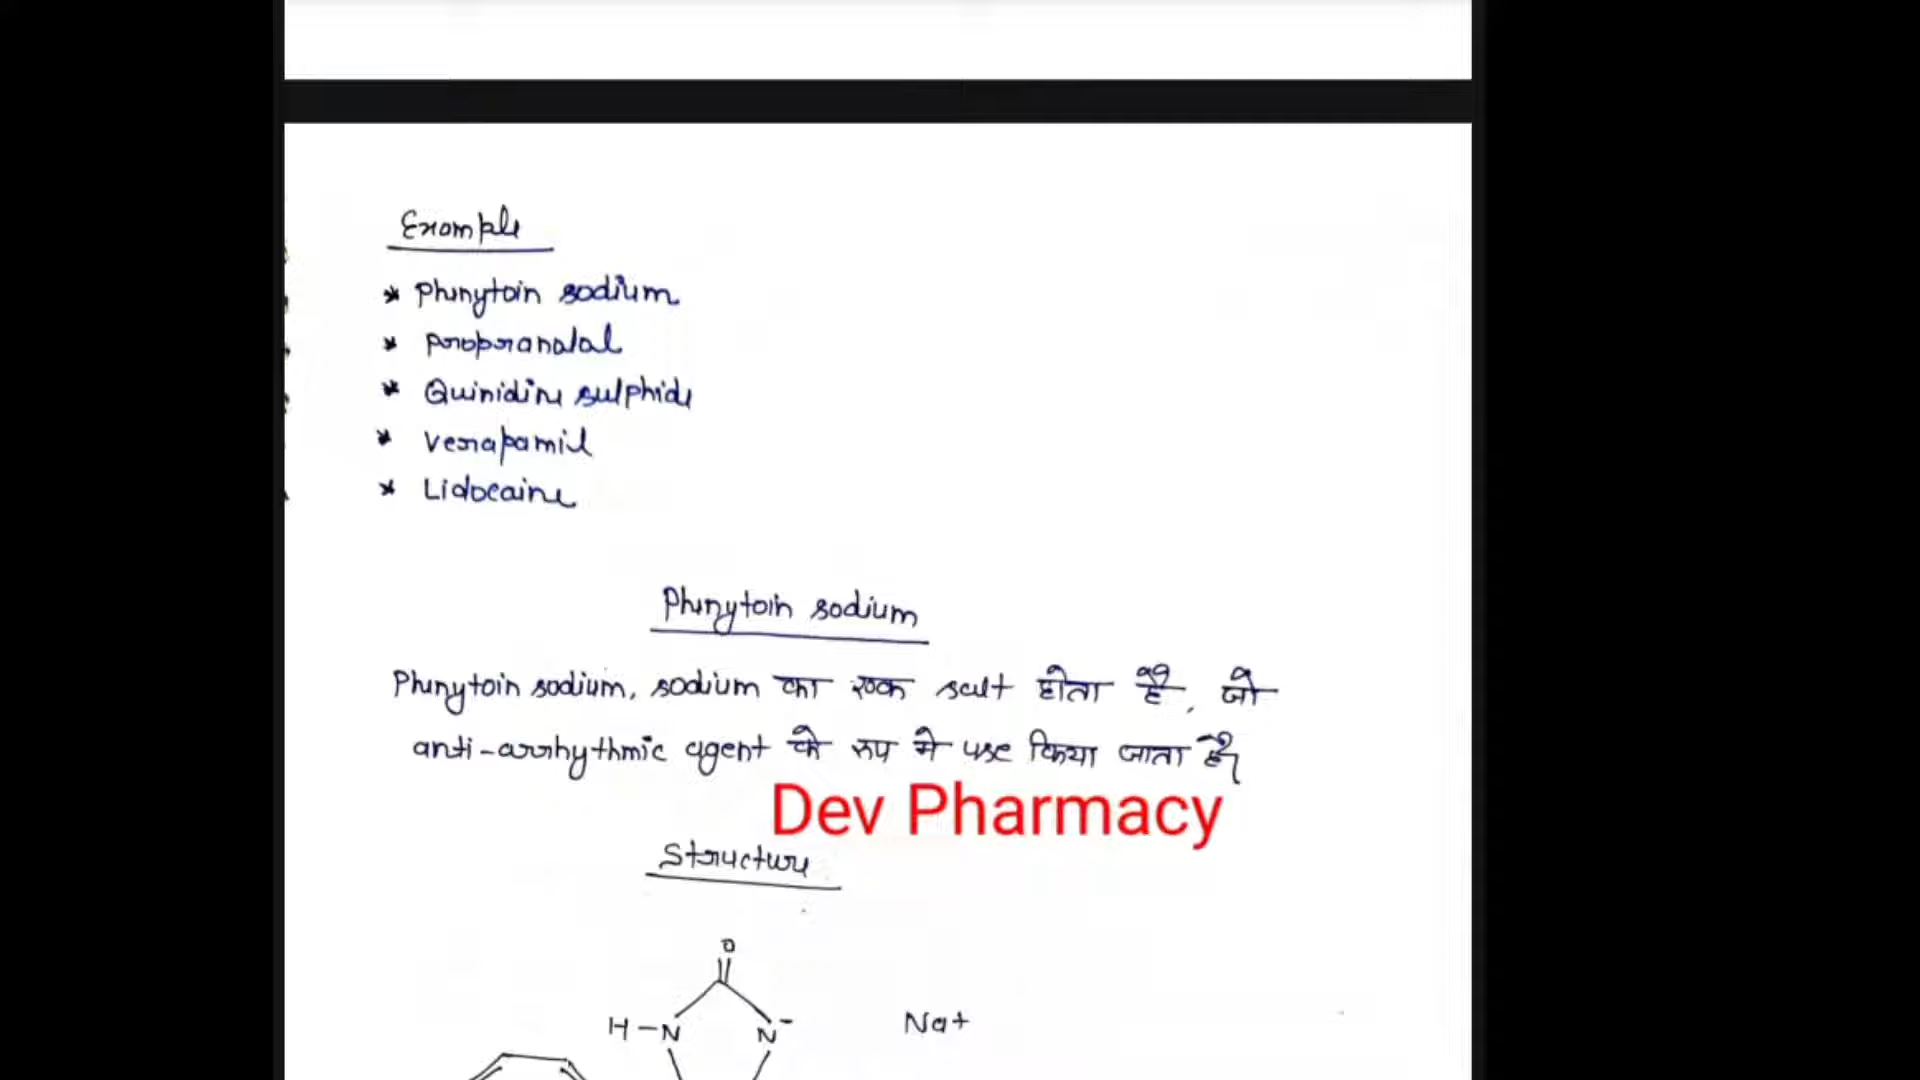 Example
* Phenytoin sodium
* Propranalal
* Quinidine sulphide
* Verapamil
* Lidocaine
Phenytoin sodium
Phenytoin sodium, sodium का एक salt होता है, जो
anti-arrhythmic agent के रूप मे use किया जाता है।
Dev Pharmacy
Structure
O
H-N N- Na+